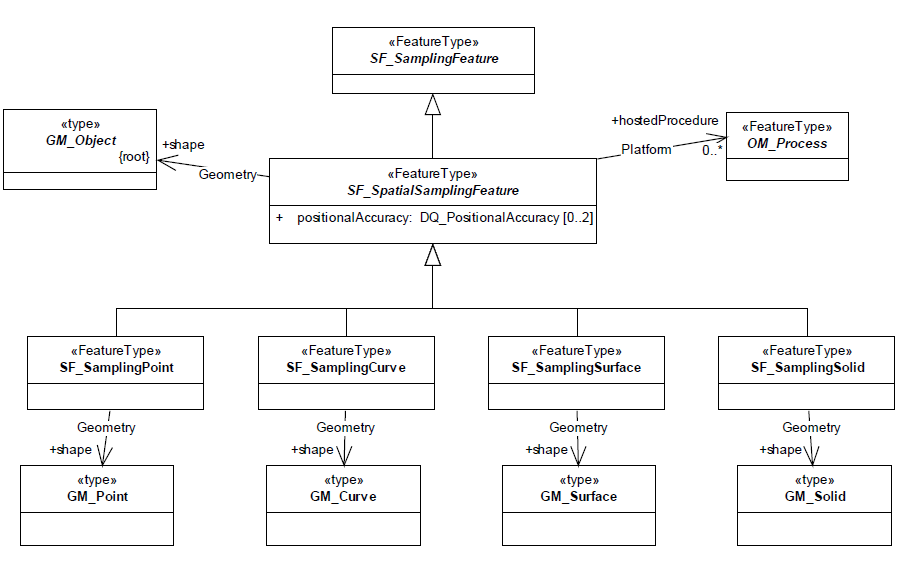 «FeatureType»
SF_SamplingFeature
«type»
GM_Object
{root}
+shape
Geometry
«FeatureType»
SF_SpatialSamplingFeature
+ positionalAccuracy: DQ_PositionalAccuracy [0..2]
+hostedProcedure
Platform
0..*
«FeatureType»
OM_Process
«FeatureType»
SF_SamplingPoint
«FeatureType»
SF_SamplingCurve
«FeatureType»
SF_SamplingSurface
«FeatureType»
SF_SamplingSolid
Geometry
+shape
Geometry
+shape
Geometry
+shape
Geometry
+shape
«type»
GM_Point
«type»
GM_Curve
«type»
GM_Surface
«type»
GM_Solid